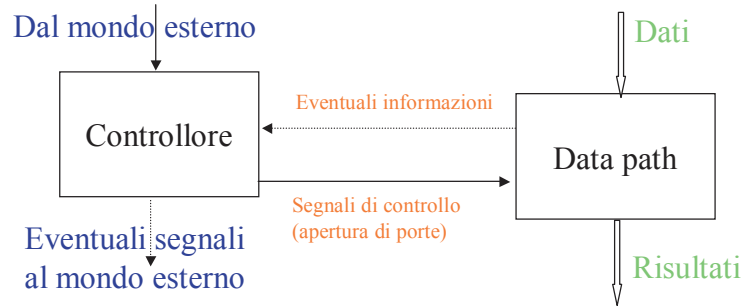 Dal mondo esterno
Dati
Eventuali informazioni
Controllore
Data path
Segnali di controllo
(apertura di porte)
Eventuali segnali
al mondo esterno
Risultati